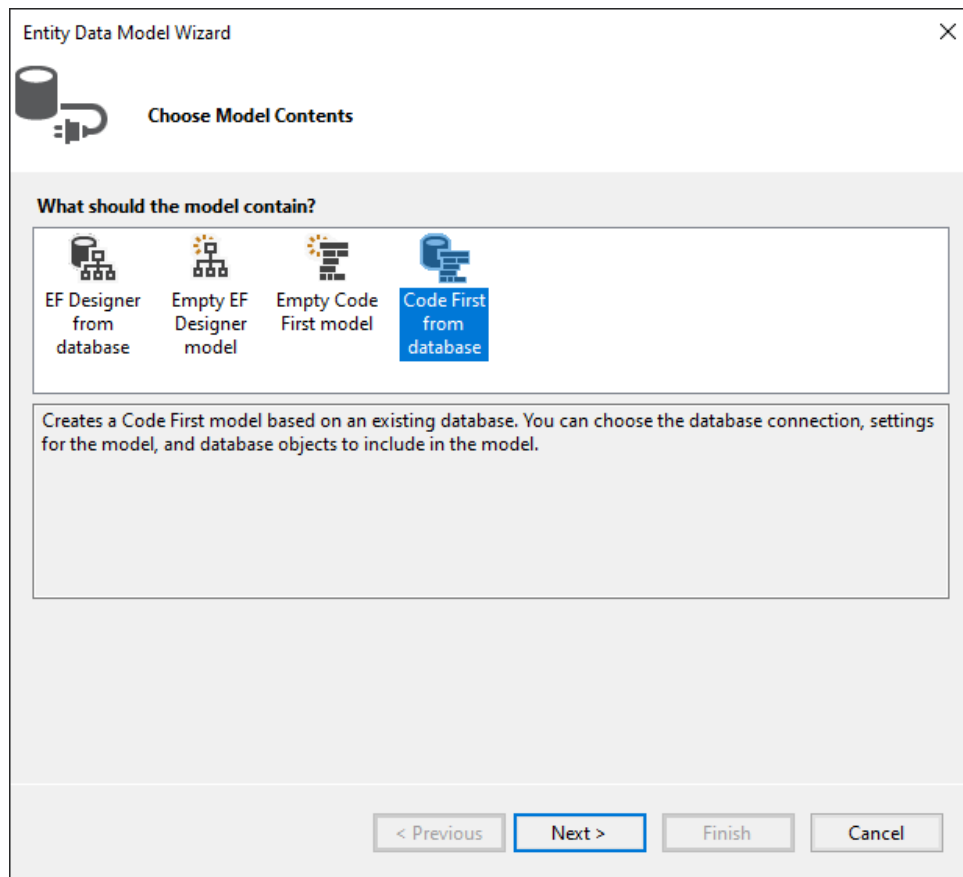 Entity Data Model Wizard
Choose Model Contents
What should the model contain?
EF Designer
from
database
Empty EF
Designer
model
Empty Code
First model
Code First
from
database
Creates a Code First model based on an existing database. You can choose the database connection, settings
for the model, and database objects to include in the model.
< Previous
Next >
Finish
Cancel